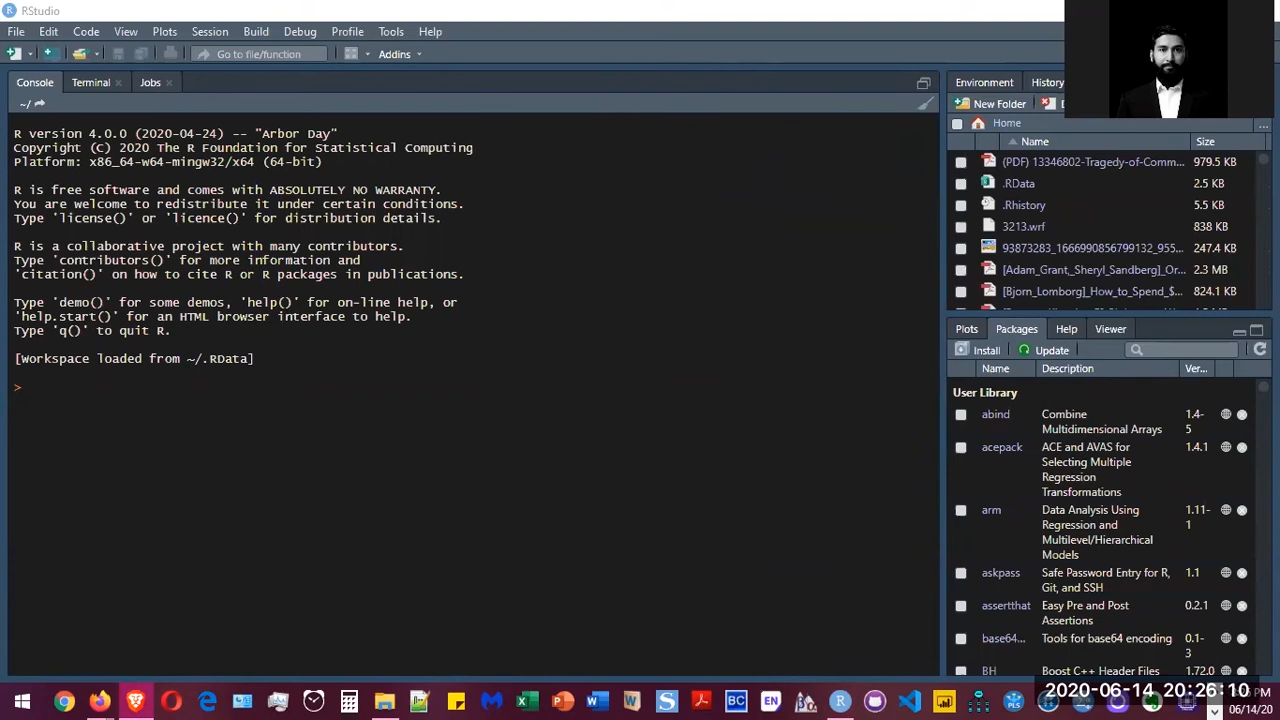 RStudio
File Edit Code View Plots Session Build Debug Profile Tools Help
Go to file/function Addins
Console Terminal Jobs
~/
R version 4.0.0 (2020-04-24) -- "Arbor Day"
Copyright (C) 2020 The R Foundation for Statistical Computing
Platform: x86_64-w64-mingw32/x64 (64-bit)
R is free software and comes with ABSOLUTELY NO WARRANTY.
You are welcome to redistribute it under certain conditions.
Type 'license()' or 'licence()' for distribution details.
R is a collaborative project with many contributors.
Type 'contributors()' for more information and
'citation()' on how to cite R or R packages in publications.
Type 'demo()' for some demos, 'help()' for on-line help, or
'help.start()' for an HTML browser interface to help.
Type 'q()' to quit R.
[Workspace loaded from ~/.RData]
>
Environment History
New Folder D
Home ...
Name Size
(PDF) 13346802-Tragedy-of-Comm... 979.5 KB
.RData 2.5 KB
.Rhistory 5.5 KB
3213.wrf 838 KB
93873283_1666990856799132_955... 247.4 KB
[Adam_Grant,_Sheryl_Sandberg]_Or... 2.3 MB
[Bjorn_Lomborg]_How_to_Spend_$... 824.1 KB
Plots Packages Help Viewer
Install Update
Name Description Ver...
User Library
abind Combine Multidimensional Arrays 1.4-5
acepack ACE and AVAS for Selecting Multiple Regression Transformations 1.4.1
arm Data Analysis Using Regression and Multilevel/Hierarchical Models 1.11-1
askpass Safe Password Entry for R, Git, and SSH 1.1
assertthat Easy Pre and Post Assertions 0.2.1
base64... Tools for base64 encoding 0.1-3
BH Boost C++ Header Files 1.72.0
2020-06-14 20:26:10
PM
06/14/20
BC
EN
PLS